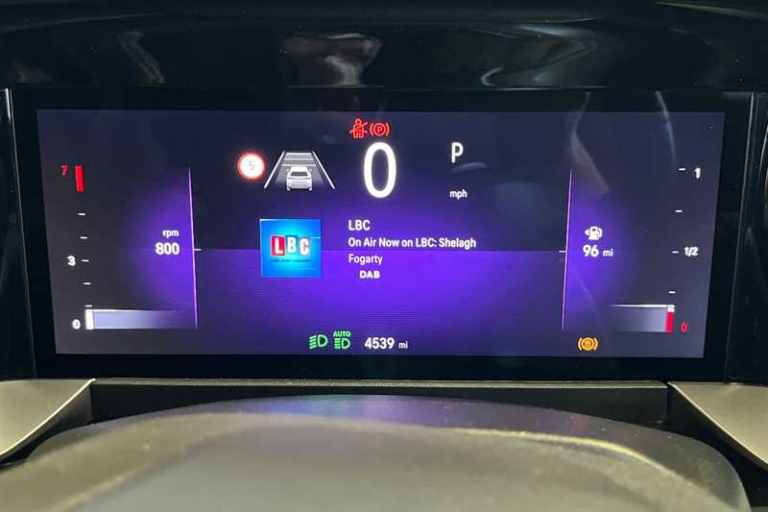 0
P
mph
7
3
0
rpm
800
LBC
LBC
On Air Now on LBC: Shelagh
Fogarty
DAB
96 mi
1
1/2
0
AUTO
4539 mi